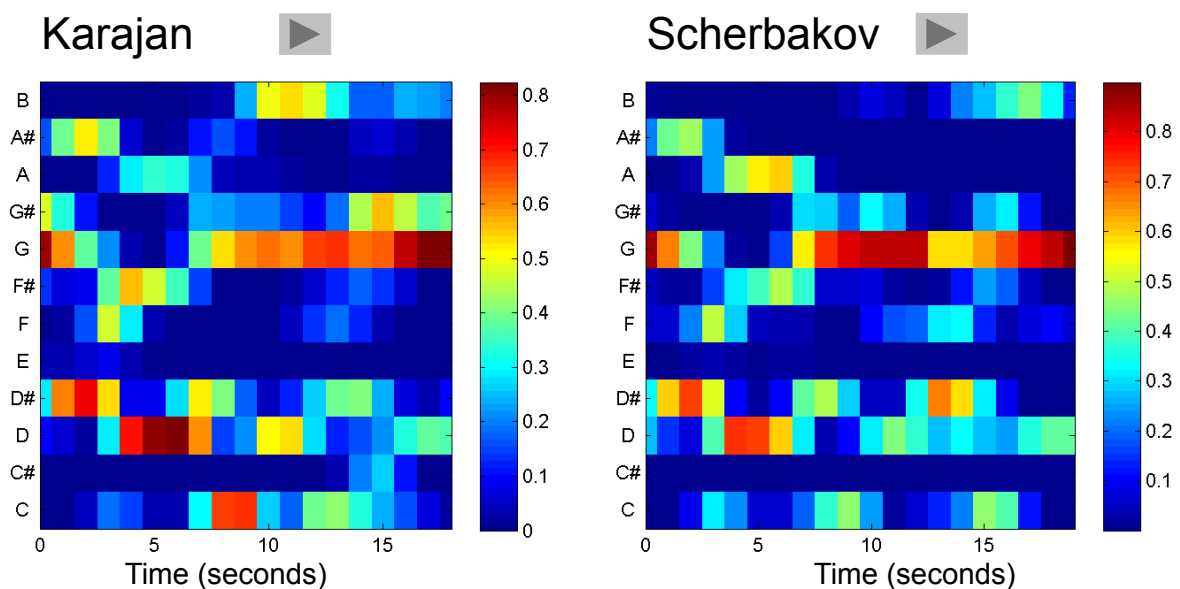 Karajan
Scherbakov
B
A#
A
G#
G
F#
F
E
D#
D
C#
C
0 5 10 15
Time (seconds)
0.8
0.7
0.6
0.5
0.4
0.3
0.2
0.1
0
B
A#
A
G#
G
F#
F
E
D#
D
C#
C
0 5 10 15
Time (seconds)
0.8
0.7
0.6
0.5
0.4
0.3
0.2
0.1